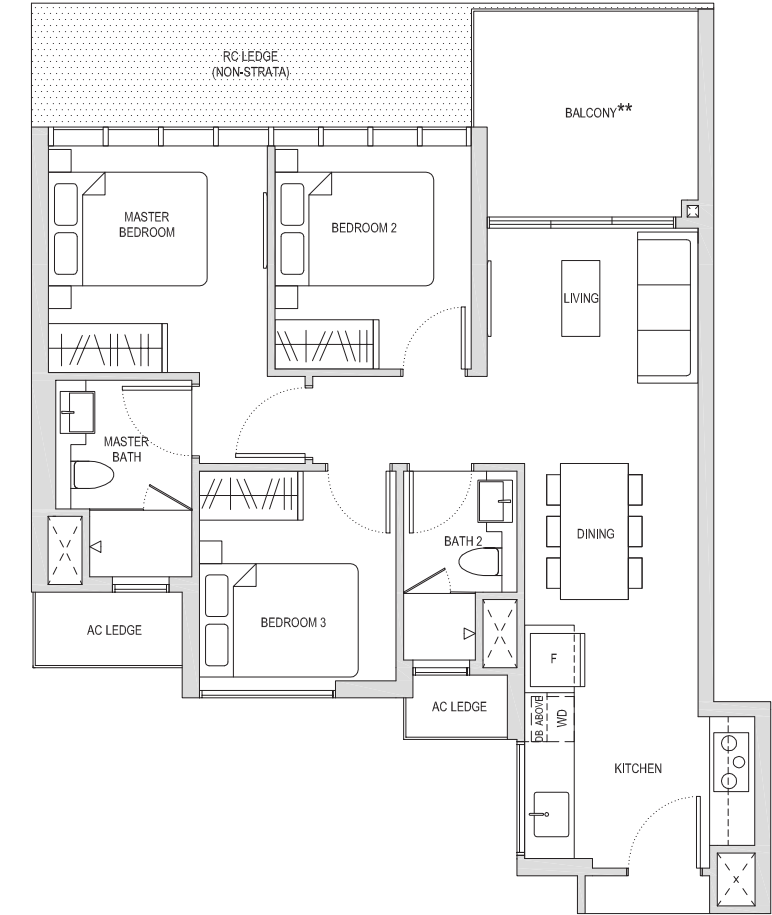 RC LEDGE
(NON-STRATA)
BALCONY**
MASTER
BEDROOM
BEDROOM 2
LIVING
MASTER
BATH
DINING
BATH 2
BEDROOM 3
AC LEDGE
F
AC LEDGE
DB ABOVE
WD
KITCHEN
X